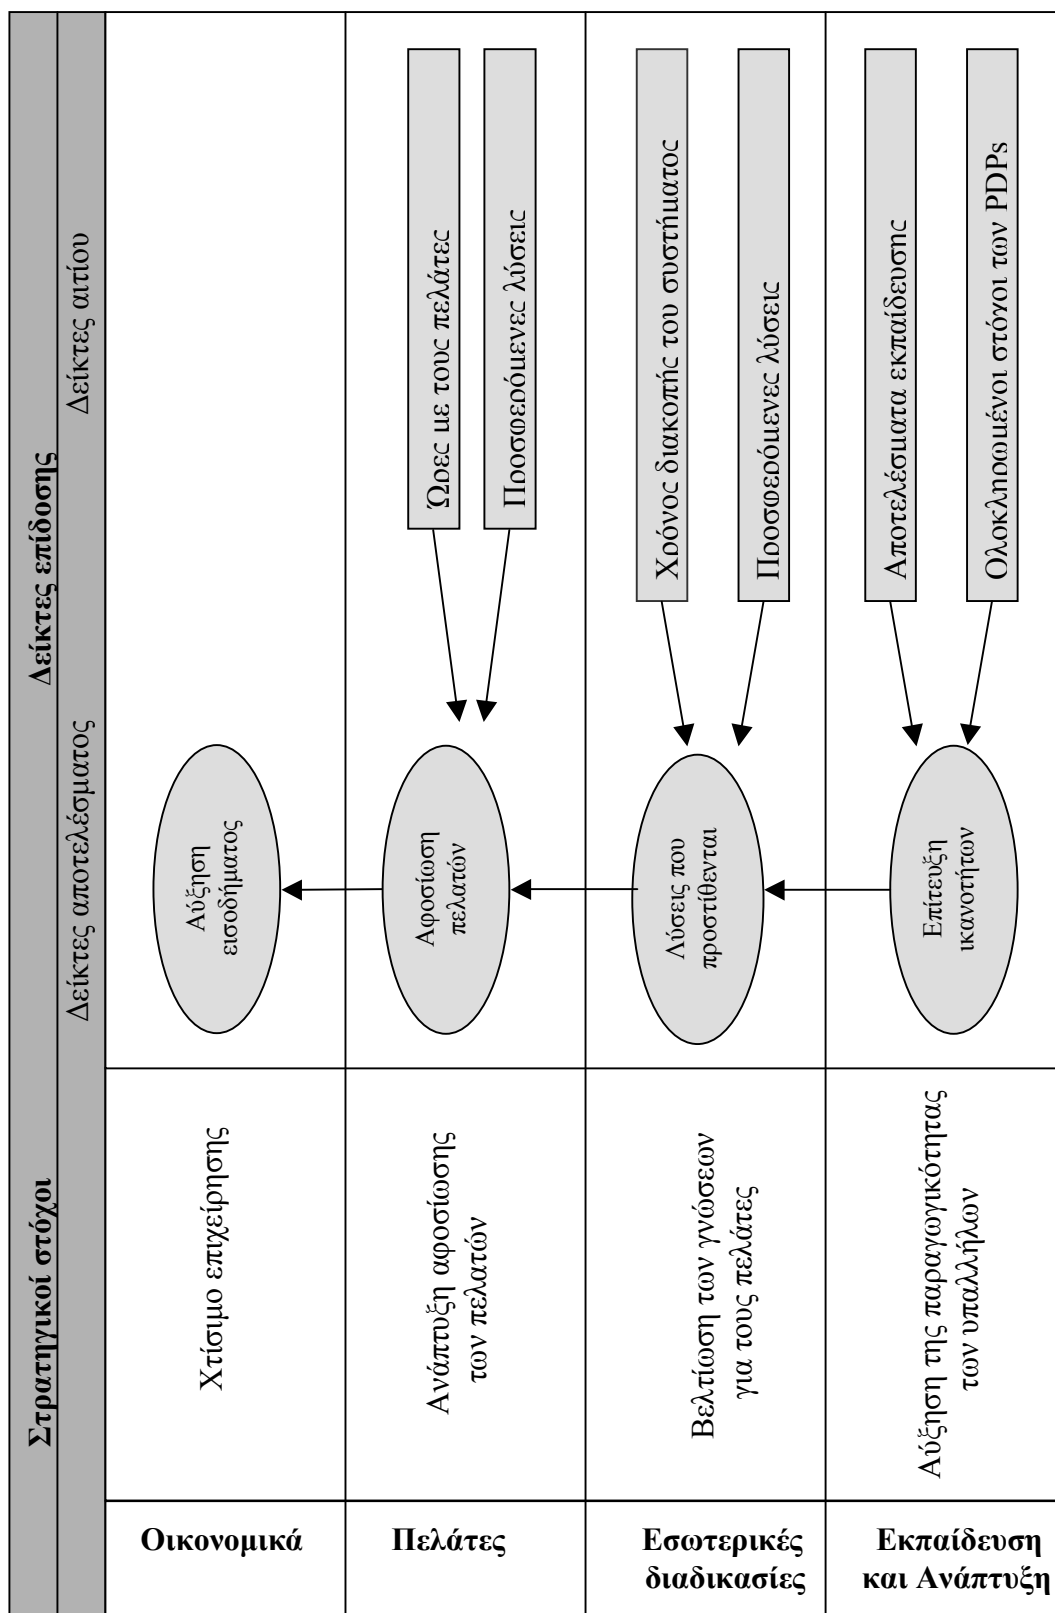 Στρατηγικοί στόχοι
Δείκτες επίδοσης
Δείκτες αποτελέσματος
Δείκτες αιτίου
Οικονομικά
Χτίσιμο επιχείρησης
Αύξηση
εισοδήματος
Πελάτες
Ανάπτυξη αφοσίωσης
των πελατών
Αφοσίωση
πελατών
Ώρες με τους πελάτες
Προσφερόμενες λύσεις
Εσωτερικές
διαδικασίες
Βελτίωση των γνώσεων
για τους πελάτες
Λύσεις που
προστίθενται
Χρόνος διακοπής του συστήματος
Προσφερόμενες λύσεις
Εκπαίδευση
και Ανάπτυξη
Αύξηση της παραγωγικότητας
των υπαλλήλων
Επίτευξη
ικανοτήτων
Αποτελέσματα εκπαίδευσης
Ολοκληρωμένοι στόχοι των PDPs